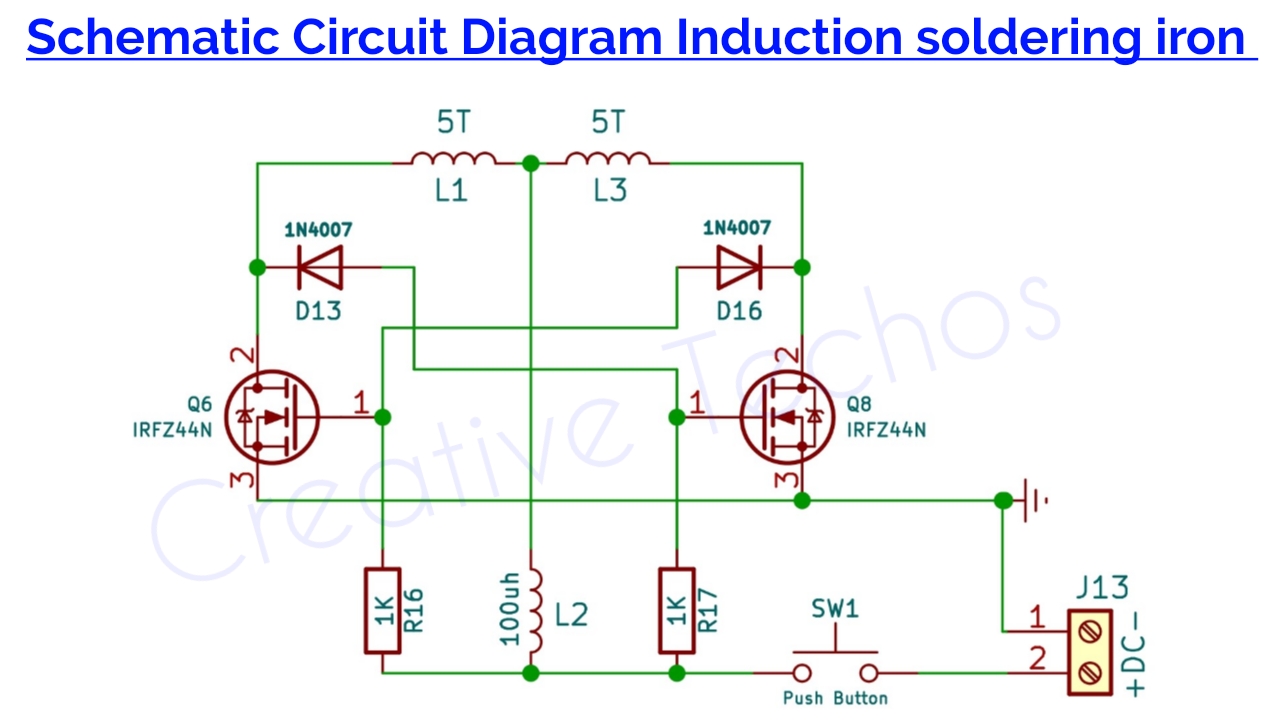 Schematic Circuit Diagram Induction soldering iron
5T
5T
L1
L3
1N4007
1N4007
D13
D16
2
2
Q6
IRFZ44N
1
1
Q8
IRFZ44N
3
3
Creative Techos
1K
R16
100uh
L2
1K
R17
SW1
Push Button
J13
1
2
+DC-